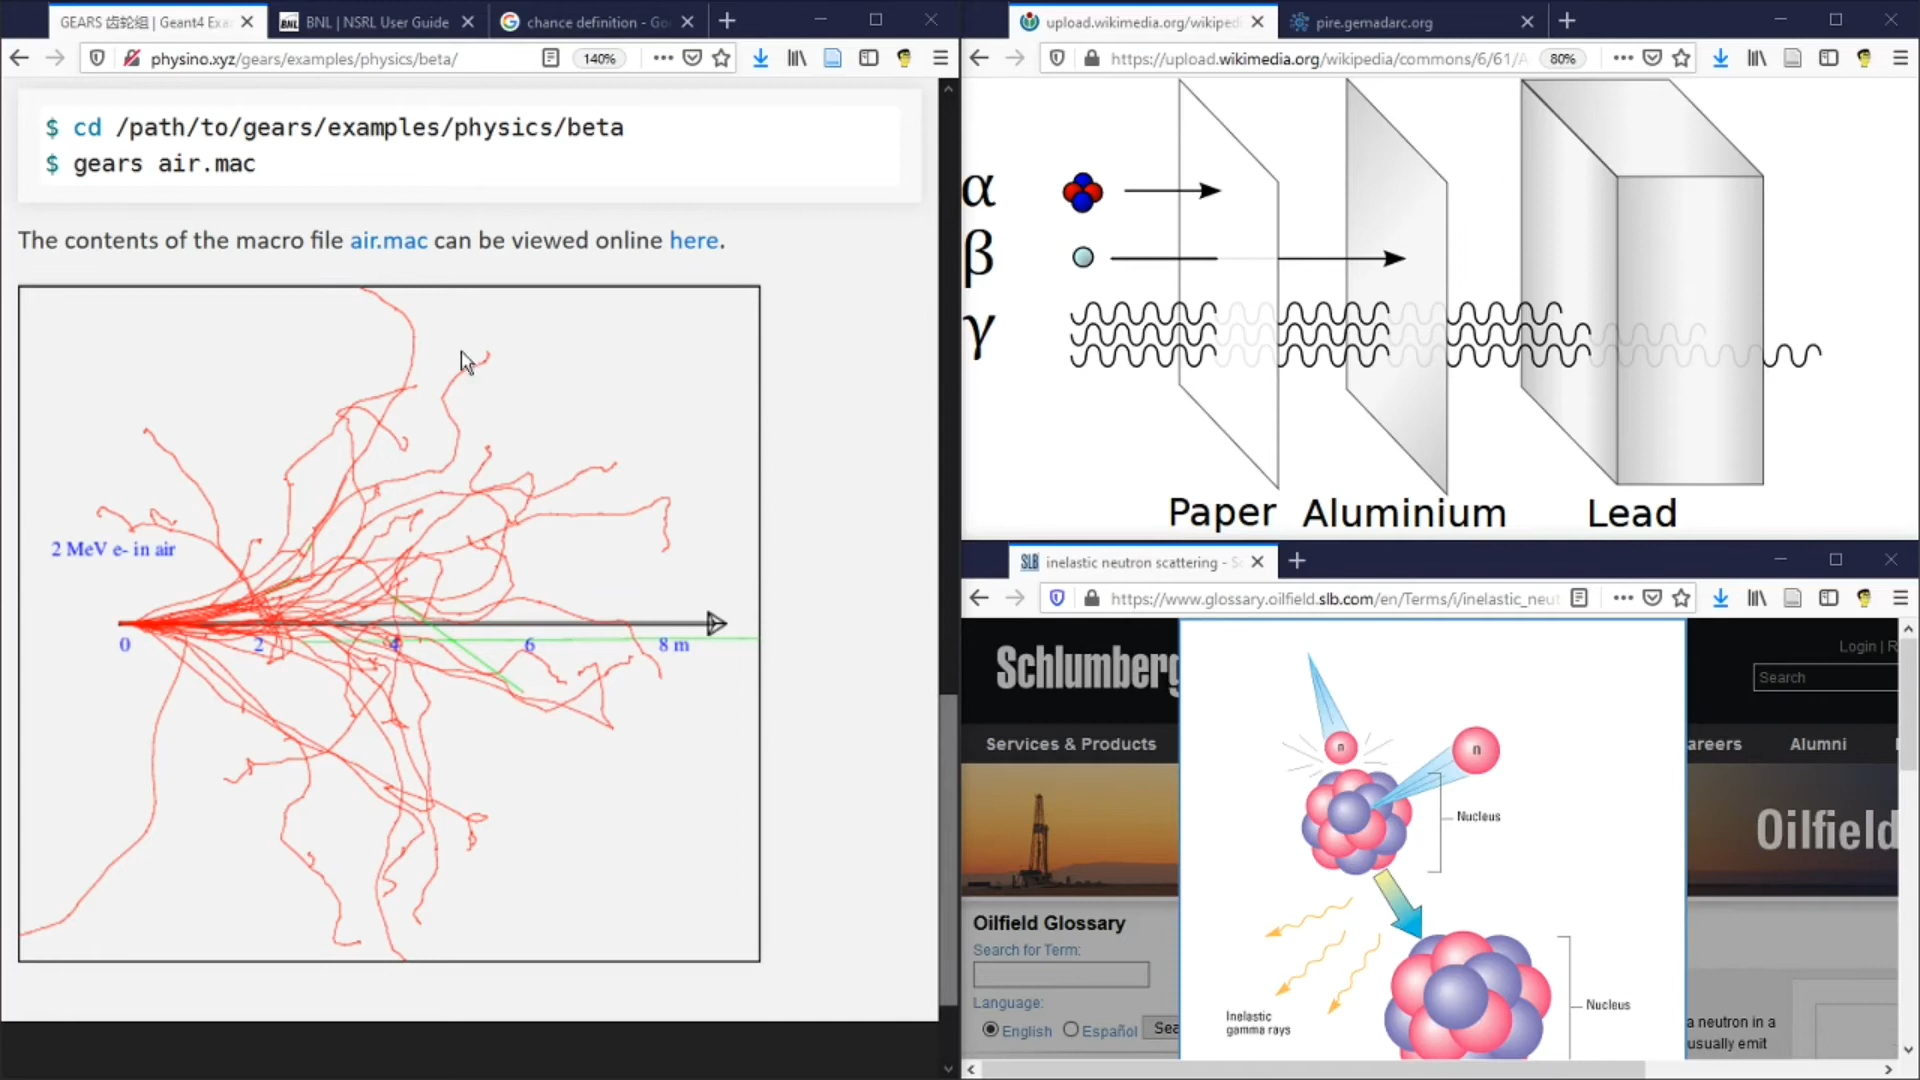 GEARS 齿轮组 | Geant4 Exa
BNL | NSRL User Guide
chance definition - Go
physino.xyz/gears/examples/physics/beta/
140%
$ cd /path/to/gears/examples/physics/beta
$ gears air.mac
The contents of the macro file air.mac can be viewed online here.
2 MeV e- in air
0 2 4 6 8 m
upload.wikimedia.org/wikiped
pire.gemadarc.org
https://upload.wikimedia.org/wikipedia/commons/6/61/A
80%
α
β
γ
Paper Aluminium Lead
SLB inelastic neutron scattering - Sc
https://www.glossary.oilfield.slb.com/en/Terms/i/inelastic_neut
Schlumberg
Login | R
Search
Services & Products
areers
Alumni
Oilfield
Oilfield Glossary
Search for Term:
Language:
English
Español
Sea
n
n
Nucleus
Nucleus
Inelastic
gamma rays
a neutron in a
usually emit